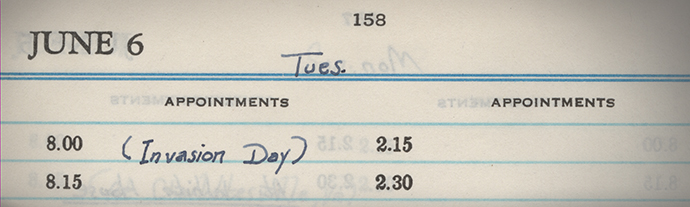 158
JUNE 6
Tues.
APPOINTMENTS APPOINTMENTS
8.00 (Invasion Day) 2.15
8.15 2.30